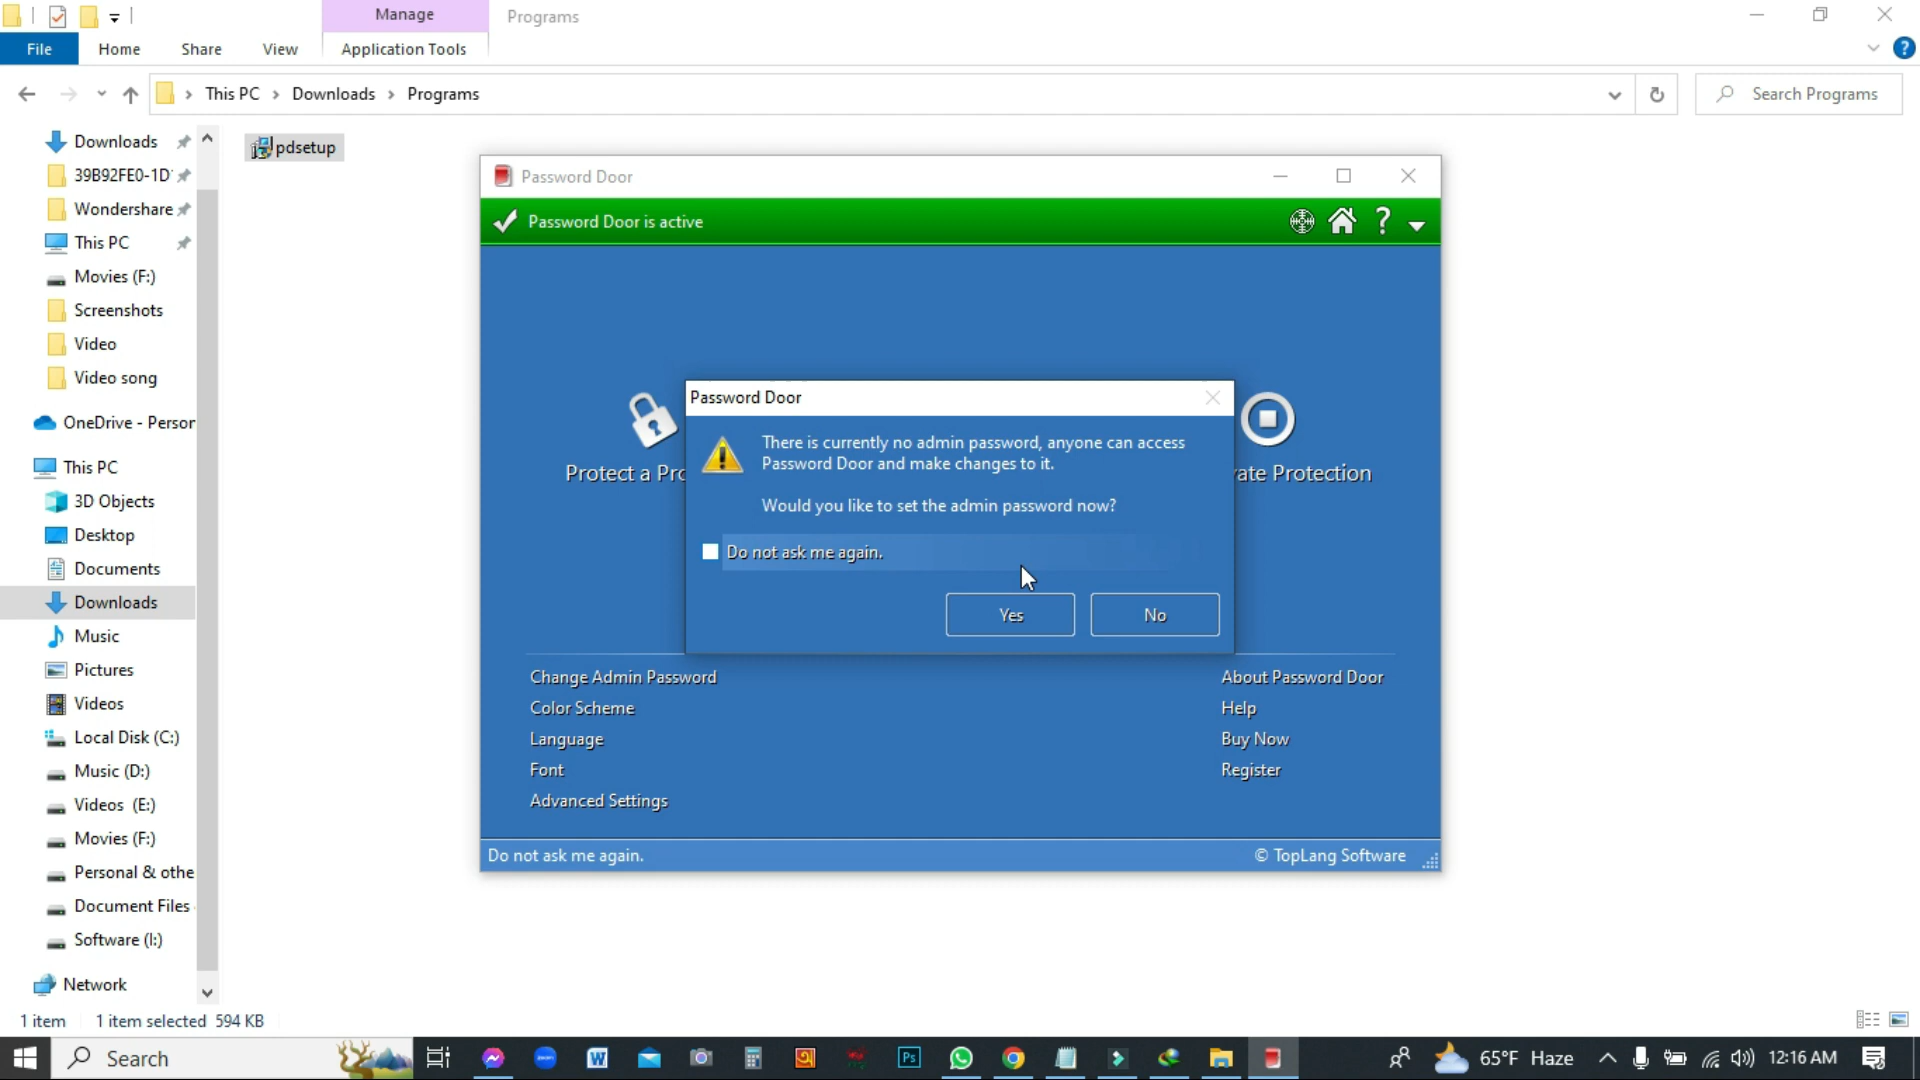 Manage
Programs
File
Home
Share
View
Application Tools
This PC
Downloads
Programs
Search Programs
Downloads
39B92FE0-1D
Wondershare
This PC
Movies (F:)
Screenshots
Video
Video song
OneDrive - Person
This PC
3D Objects
Desktop
Documents
Downloads
Music
Pictures
Videos
Local Disk (C:)
Music (D:)
Videos (E:)
Movies (F:)
Personal & othe
Document Files
Software (I:)
Network
pdsetup
Password Door
Password Door is active
Protect a Pro
vate Protection
Password Door
There is currently no admin password, anyone can access
Password Door and make changes to it.
Would you like to set the admin password now?
Do not ask me again.
Yes
No
Change Admin Password
Color Scheme
Language
Font
Advanced Settings
About Password Door
Help
Buy Now
Register
Do not ask me again.
© TopLang Software
1 item
1 item selected 594 KB
Search
zoom
W
Ps
65°F Haze
12:16 AM